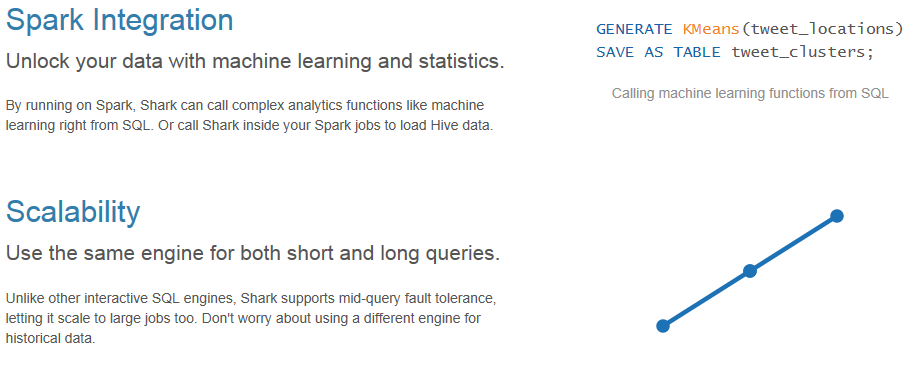 Spark Integration
Unlock your data with machine learning and statistics.
By running on Spark, Shark can call complex analytics functions like machine
learning right from SQL. Or call Shark inside your Spark jobs to load Hive data.
GENERATE KMeans(tweet_locations)
SAVE AS TABLE tweet_clusters;
Calling machine learning functions from SQL
Scalability
Use the same engine for both short and long queries.
Unlike other interactive SQL engines, Shark supports mid-query fault tolerance,
letting it scale to large jobs too. Don't worry about using a different engine for
historical data.